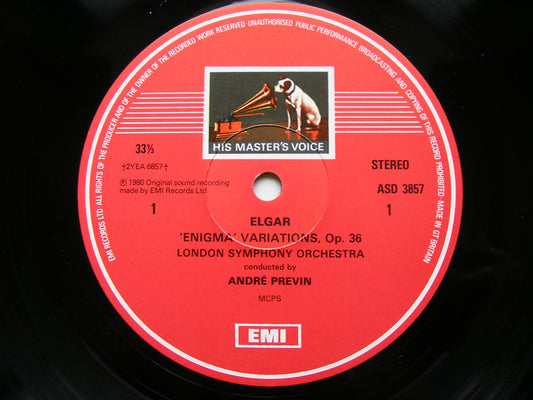 EMI RECORDS LTD ALL RIGHTS OF THE PRODUCER AND OF THE OWNER OF THE RECORDED WORK RESERVED UNAUTHORISED PUBLIC PERFORMANCE BROADCASTING AND COPYING OF THIS RECORD PROHIBITED · MADE IN GT BRITAIN
HIS MASTER'S VOICE
33⅓
†2YEA 6857†
℗ 1980 Original sound recording
made by EMI Records Ltd
1
STEREO
ASD 3857
1
ELGAR
'ENIGMA' VARIATIONS, Op. 36
LONDON SYMPHONY ORCHESTRA
conducted by
ANDRÉ PREVIN
MCPS
EMI